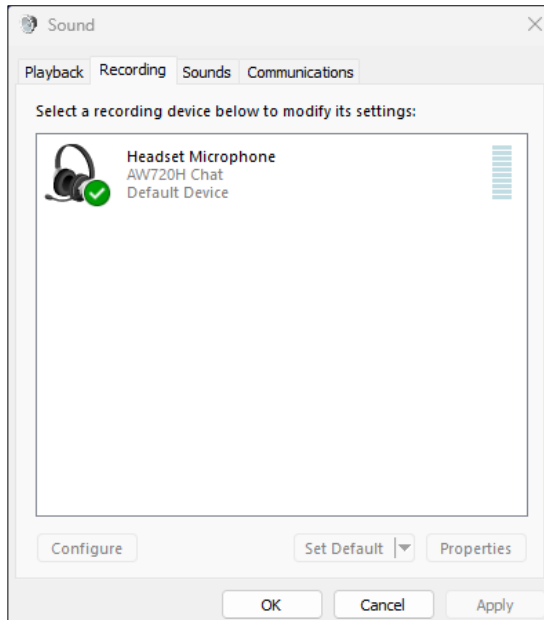 Sound
Playback Recording Sounds Communications
Select a recording device below to modify its settings:
Headset Microphone
AW720H Chat
Default Device
Configure Set Default Properties
OK Cancel Apply